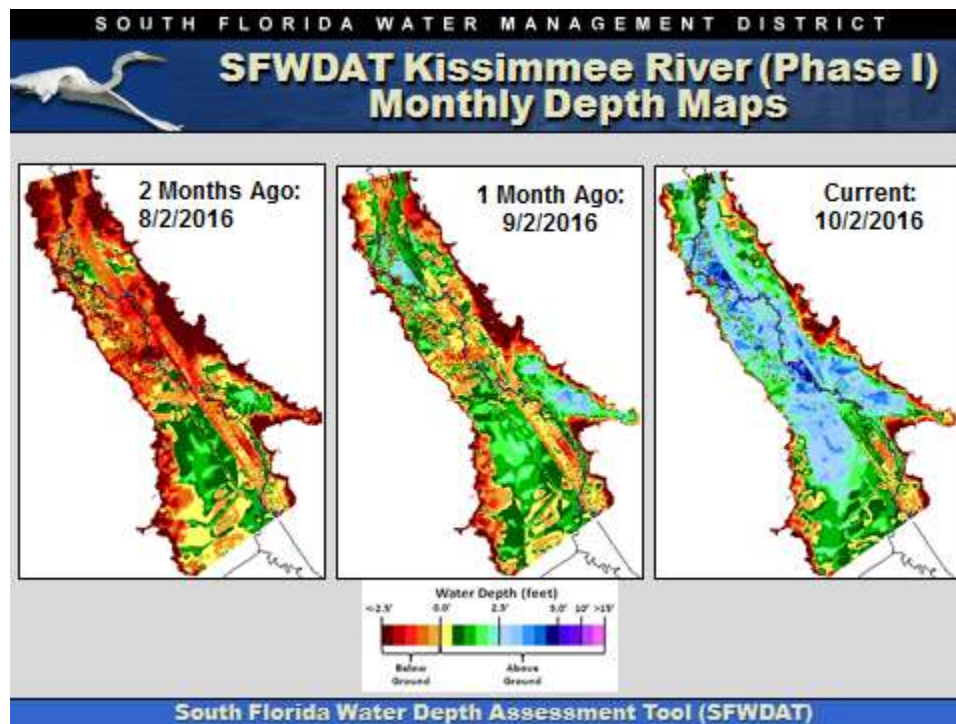 SOUTH FLORIDA WATER MANAGEMENT DISTRICT
SFWDAT Kissimmee River (Phase I)
Monthly Depth Maps
2 Months Ago:
8/2/2016
1 Month Ago:
9/2/2016
Current:
10/2/2016
Water Depth (feet)
<-2.5' 0.0' 2.5' 5.0' 10' >15'
Below
Ground
Above
Ground
South Florida Water Depth Assessment Tool (SFWDAT)